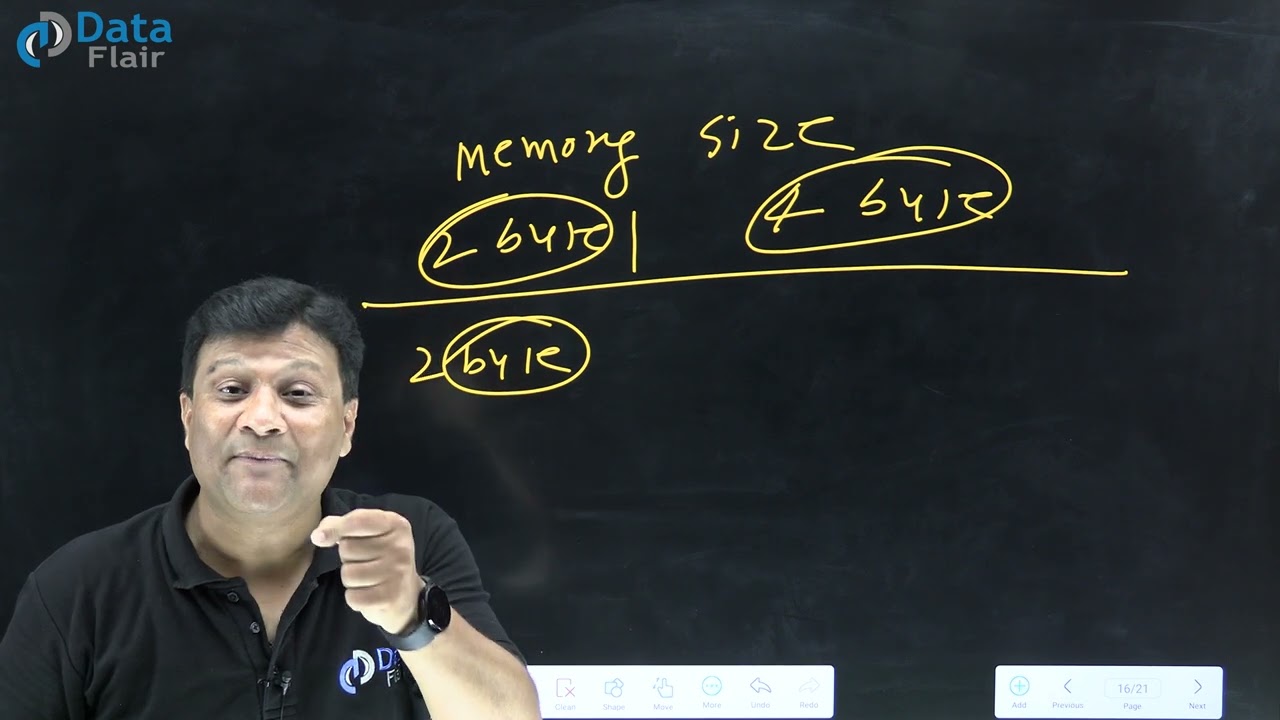 Data
Flair
Memory size
2 byte | 4 byte
2 byte
Data
Flair
Clean Shape Move More Undo Redo
Add Previous 16/21 Page Next